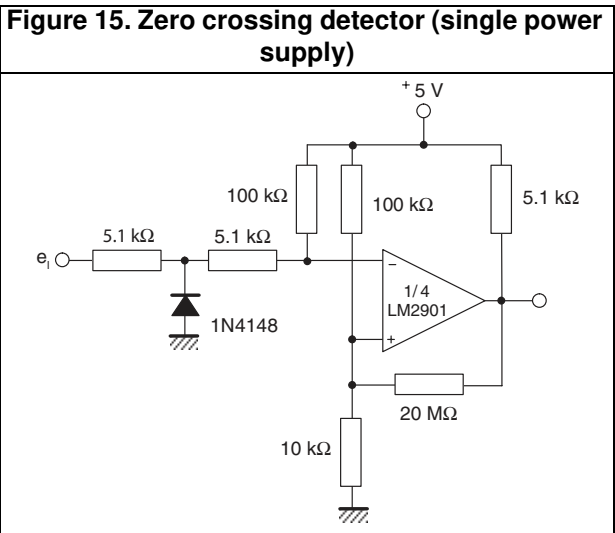 Figure 15. Zero crossing detector (single power
supply)
+ 5 V
100 kΩ
100 kΩ
5.1 kΩ
5.1 kΩ
5.1 kΩ
eI
1N4148
−
1/4
LM2901
+
20 MΩ
10 kΩ